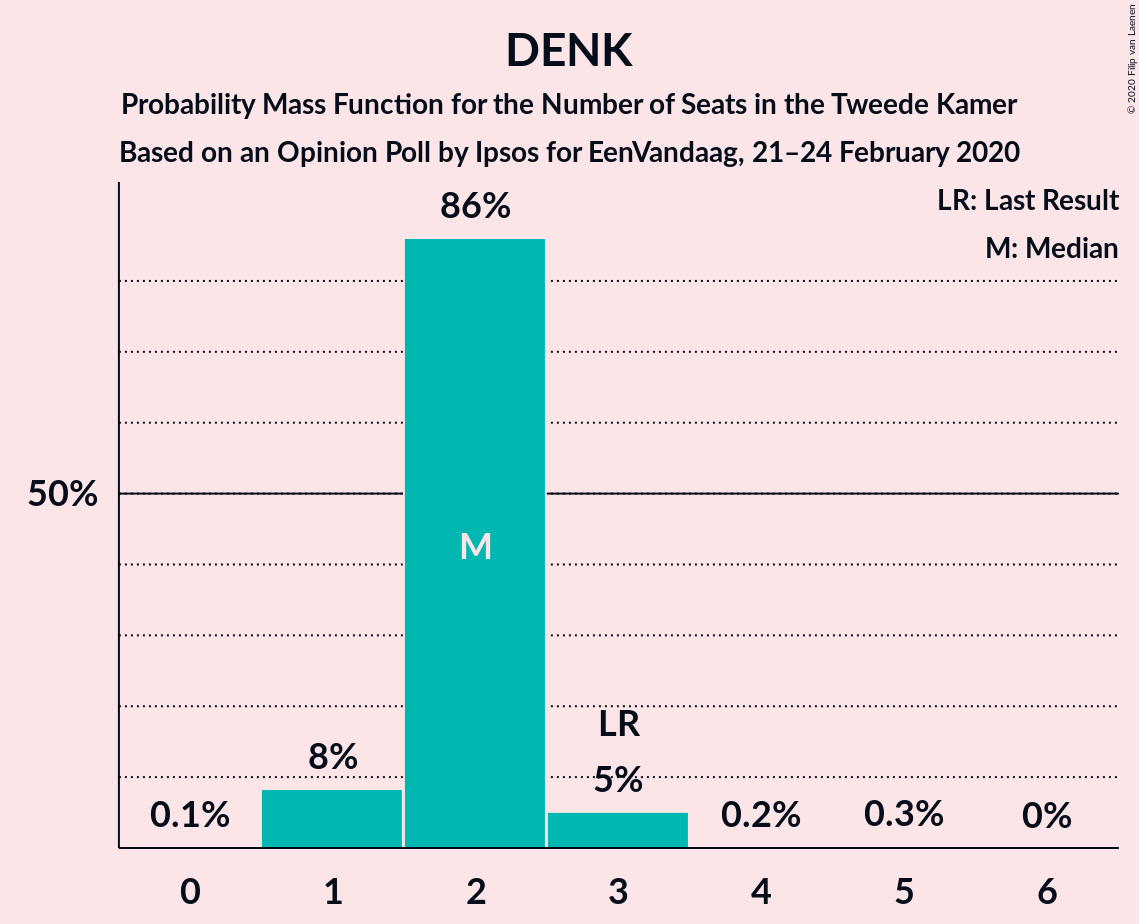 DENK
Probability Mass Function for the Number of Seats in the Tweede Kamer
Based on an Opinion Poll by Ipsos for EenVandaag, 21–24 February 2020
© 2020 Filip van Laenen
LR: Last Result
M: Median
86%
50%
M
LR
8%
5%
0.1%
0.2%
0.3%
0%
0 1 2 3 4 5 6